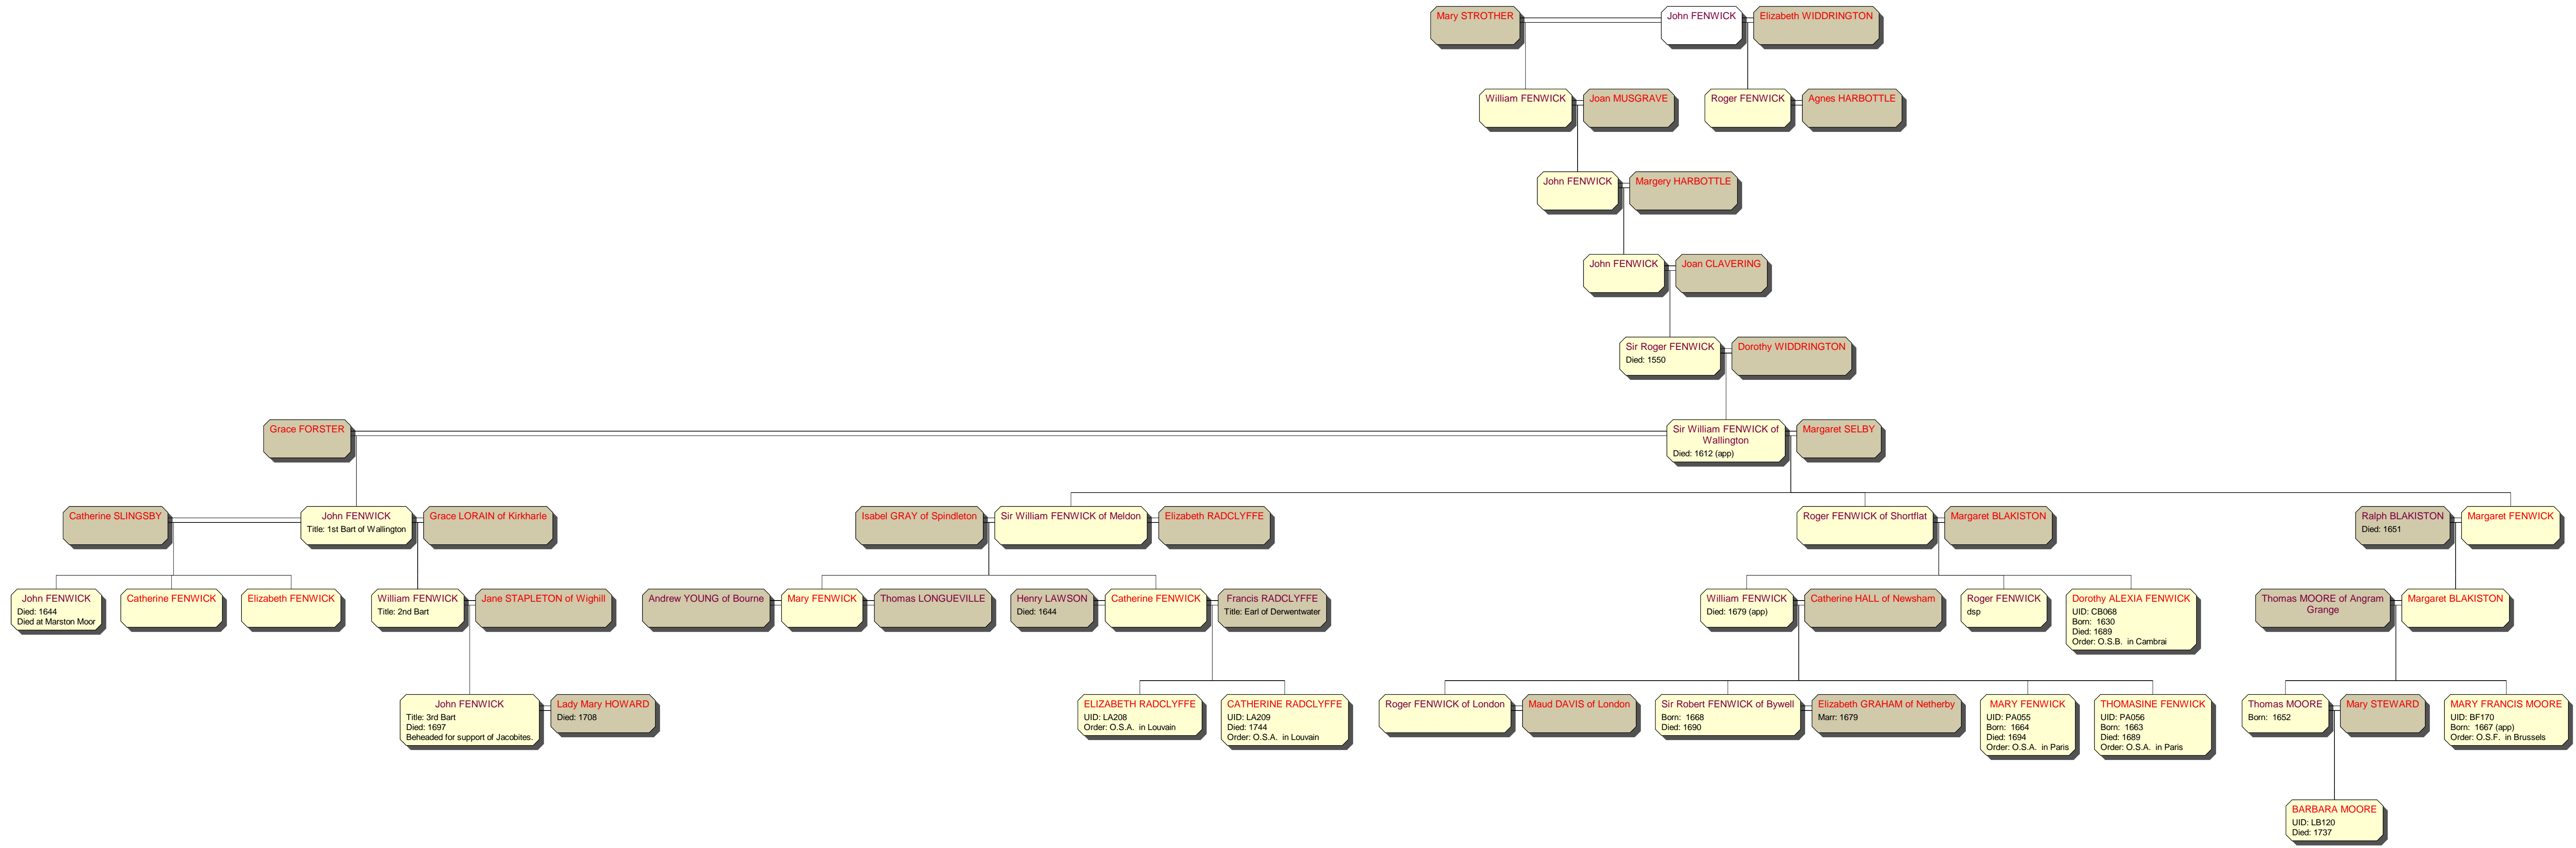 Mary STROTHER
John FENWICK
Elizabeth WIDDRINGTON
William FENWICK
Joan MUSGRAVE
Roger FENWICK
Agnes HARBOTTLE
John FENWICK
Margery HARBOTTLE
John FENWICK
Joan CLAVERING
Sir Roger FENWICK
Died: 1550
Dorothy WIDDRINGTON
Grace FORSTER
Sir William FENWICK of
Wallington
Died: 1612 (app)
Margaret SELBY
Catherine SLINGSBY
John FENWICK
Title: 1st Bart of Wallington
Grace LORAIN of Kirkharle
Isabel GRAY of Spindleton
Sir William FENWICK of Meldon
Elizabeth RADCLYFFE
Roger FENWICK of Shortflat
Margaret BLAKISTON
Ralph BLAKISTON
Died: 1651
Margaret FENWICK
John FENWICK
Died: 1644
Died at Marston Moor
Catherine FENWICK
Elizabeth FENWICK
William FENWICK
Title: 2nd Bart
Jane STAPLETON of Wighill
Andrew YOUNG of Bourne
Mary FENWICK
Thomas LONGUEVILLE
Henry LAWSON
Died: 1644
Catherine FENWICK
Francis RADCLYFFE
Title: Earl of Derwentwater
William FENWICK
Died: 1679 (app)
Catherine HALL of Newsham
Roger FENWICK
dsp
Dorothy ALEXIA FENWICK
UID: CB068
Born: 1630
Died: 1689
Order: O.S.B. in Cambrai
Thomas MOORE of Angram
Grange
Margaret BLAKISTON
John FENWICK
Title: 3rd Bart
Died: 1697
Beheaded for support of Jacobites.
Lady Mary HOWARD
Died: 1708
ELIZABETH RADCLYFFE
UID: LA208
Order: O.S.A. in Louvain
CATHERINE RADCLYFFE
UID: LA209
Died: 1744
Order: O.S.A. in Louvain
Roger FENWICK of London
Maud DAVIS of London
Sir Robert FENWICK of Bywell
Born: 1668
Died: 1690
Elizabeth GRAHAM of Netherby
Marr: 1679
MARY FENWICK
UID: PA055
Born: 1664
Died: 1694
Order: O.S.A. in Paris
THOMASINE FENWICK
UID: PA056
Born: 1663
Died: 1689
Order: O.S.A. in Paris
Thomas MOORE
Born: 1652
Mary STEWARD
MARY FRANCIS MOORE
UID: BF170
Born: 1667 (app)
Order: O.S.F. in Brussels
BARBARA MOORE
UID: LB120
Died: 1737